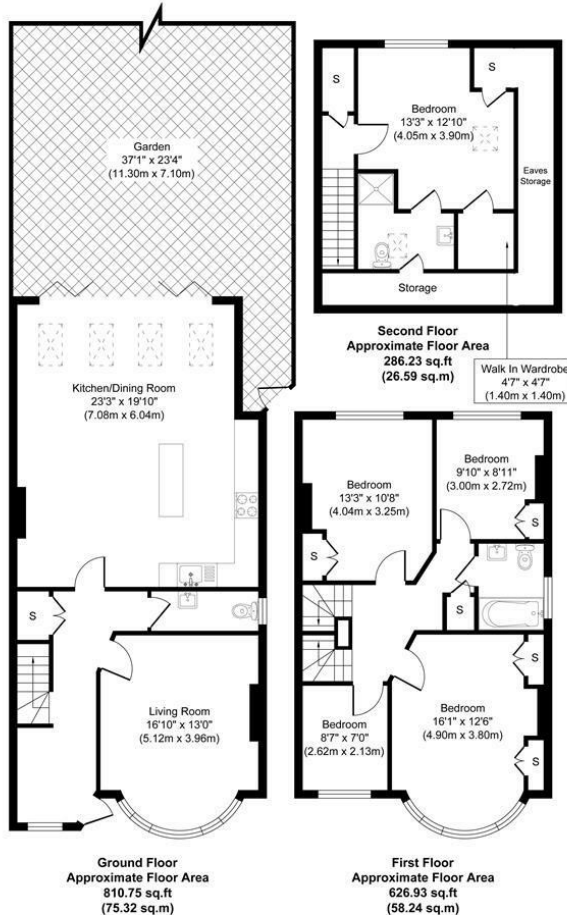 Garden
37'1" x 23'4"
(11.30m x 7.10m)
Kitchen/Dining Room
23'3" x 19'10"
(7.08m x 6.04m)
S
Living Room
16'10" x 13'0"
(5.12m x 3.96m)
Ground Floor
Approximate Floor Area
810.75 sq.ft
(75.32 sq.m)
S
S
Bedroom
13'3" x 12'10"
(4.05m x 3.90m)
Eaves
Storage
Storage
Second Floor
Approximate Floor Area
286.23 sq.ft
(26.59 sq.m)
Walk In Wardrobe
4'7" x 4'7"
(1.40m x 1.40m)
Bedroom
13'3" x 10'8"
(4.04m x 3.25m)
Bedroom
9'10" x 8'11"
(3.00m x 2.72m)
S
S
S
Bedroom
8'7" x 7'0"
(2.62m x 2.13m)
Bedroom
16'1" x 12'6"
(4.90m x 3.80m)
S
S
First Floor
Approximate Floor Area
626.93 sq.ft
(58.24 sq.m)